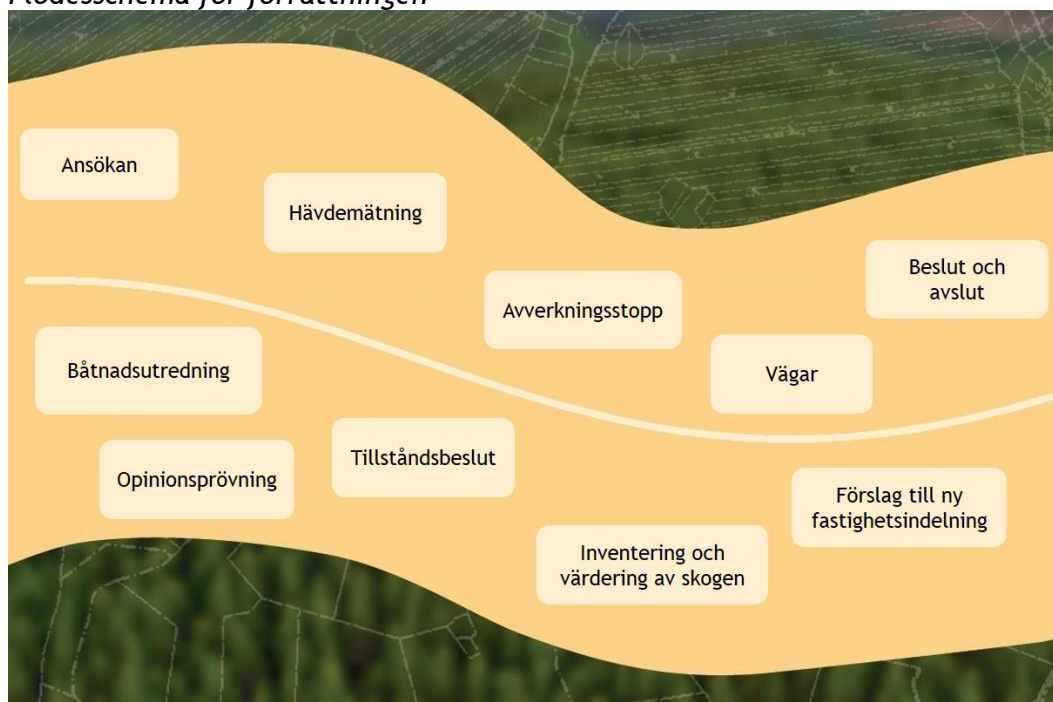 Flödesschema för förrättningen
Ansökan
Hävdemätning
Båtnadsutredning
Opinionsprövning
Tillståndsbeslut
Avverkningsstopp
Inventering och
värdering av skogen
Vägar
Förslag till ny
fastighetsindelning
Beslut och
avslut